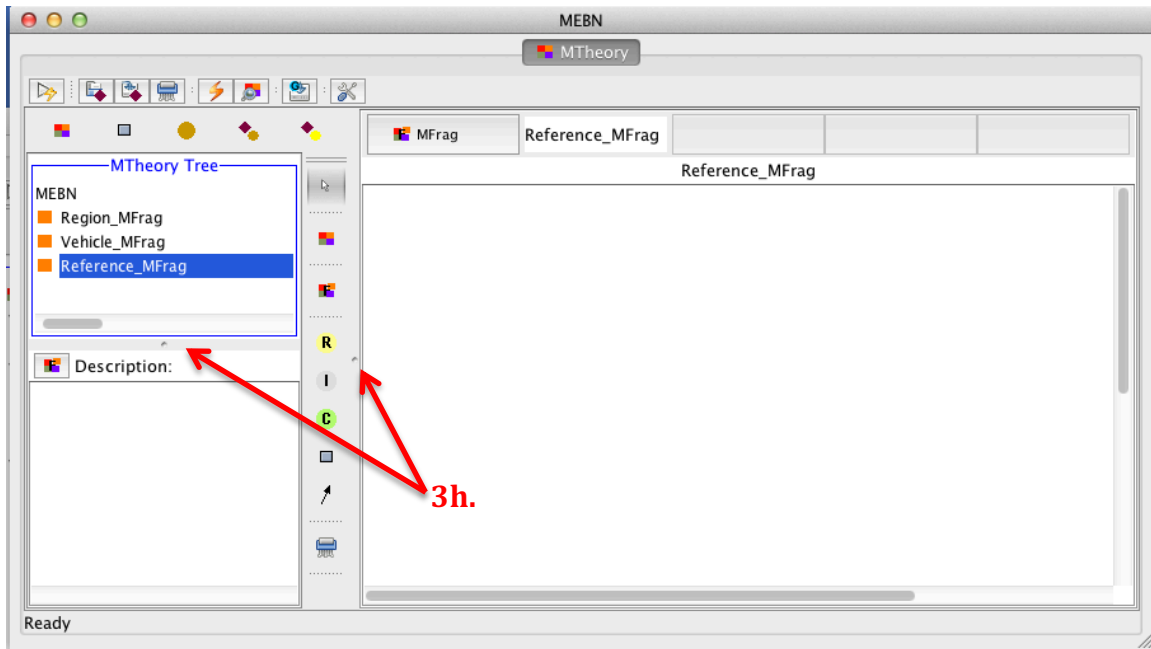 MEBN
MTheory
MFrag
Reference_MFrag
MTheory Tree
Reference_MFrag
MEBN
Region_MFrag
Vehicle_MFrag
Reference_MFrag
R
Description:
I
C
3h.
Ready